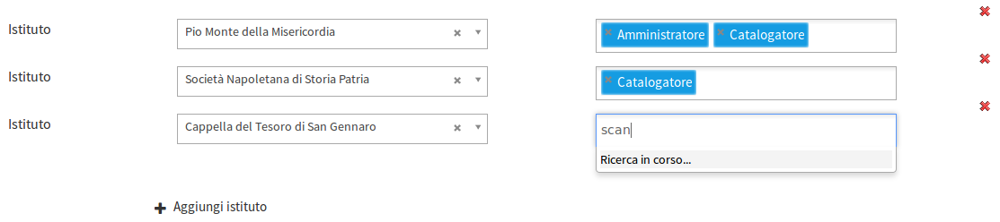 Istituto Pio Monte della Misericordia Amministratore Catalogatore
Istituto Società Napoletana di Storia Patria Catalogatore
Istituto Cappella del Tesoro di San Gennaro scan
Ricerca in corso...
Aggiungi istituto